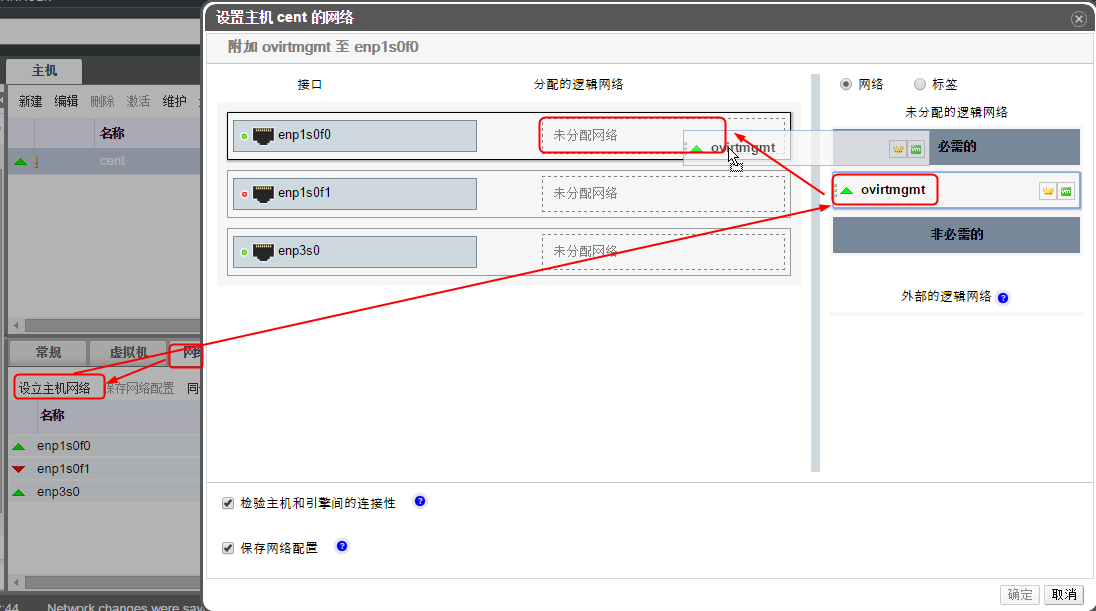 设置主机 cent 的网络
附加 ovirtmgmt 至 enp1s0f0
主机
新建 编辑 删除 激活 维护
名称
cent
接口 分配的逻辑网络
enp1s0f0 未分配网络
ovirtmgmt
enp1s0f1 未分配网络
enp3s0 未分配网络
网络 标签
未分配的逻辑网络
必需的
ovirtmgmt
非必需的
外部的逻辑网络
常规 虚拟机 网络
设立主机网络 保存网络配置 同
名称
enp1s0f0
enp1s0f1
enp3s0
检验主机和引擎间的连接性
保存网络配置
确定 取消
:44 Network changes were sav